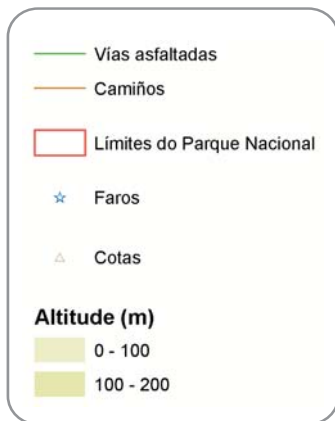 Vías asfaltadas
Camiños
Límites do Parque Nacional
Faros
Cotas
Altitude (m)
0 - 100
100 - 200